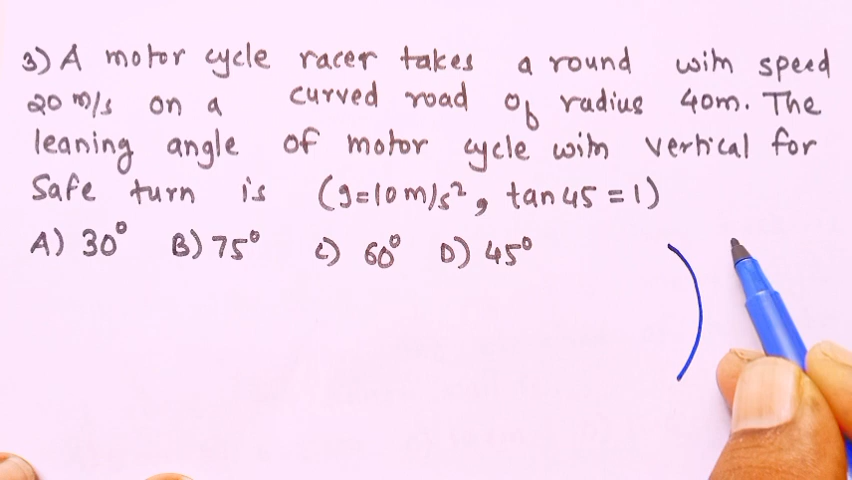 3) A motor cycle racer takes a round with speed
20 m/s on a curved road of radius 40m. The
leaning angle of motor cycle with vertical for
Safe turn is (g=10m/s², tan45=1)
A) 30° B) 75° C) 60° D) 45°